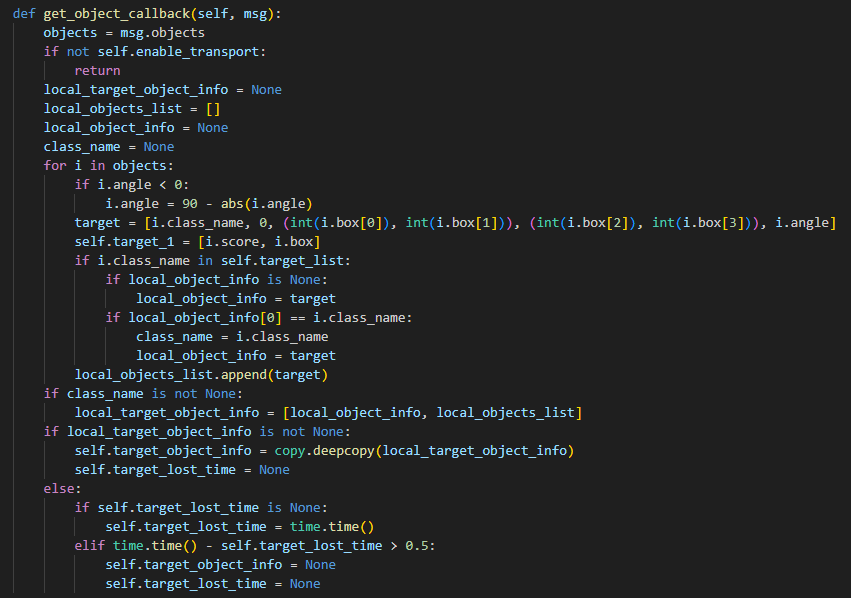 def get_object_callback(self, msg):
    objects = msg.objects
    if not self.enable_transport:
        return
    local_target_object_info = None
    local_objects_list = []
    local_object_info = None
    class_name = None
    for i in objects:
        if i.angle < 0:
            i.angle = 90 - abs(i.angle)
        target = [i.class_name, 0, (int(i.box[0]), int(i.box[1])), (int(i.box[2]), int(i.box[3])), i.angle]
        self.target_1 = [i.score, i.box]
        if i.class_name in self.target_list:
            if local_object_info is None:
                local_object_info = target
            if local_object_info[0] == i.class_name:
                class_name = i.class_name
                local_object_info = target
        local_objects_list.append(target)
    if class_name is not None:
        local_target_object_info = [local_object_info, local_objects_list]
    if local_target_object_info is not None:
        self.target_object_info = copy.deepcopy(local_target_object_info)
        self.target_lost_time = None
    else:
        if self.target_lost_time is None:
            self.target_lost_time = time.time()
        elif time.time() - self.target_lost_time > 0.5:
            self.target_object_info = None
            self.target_lost_time = None